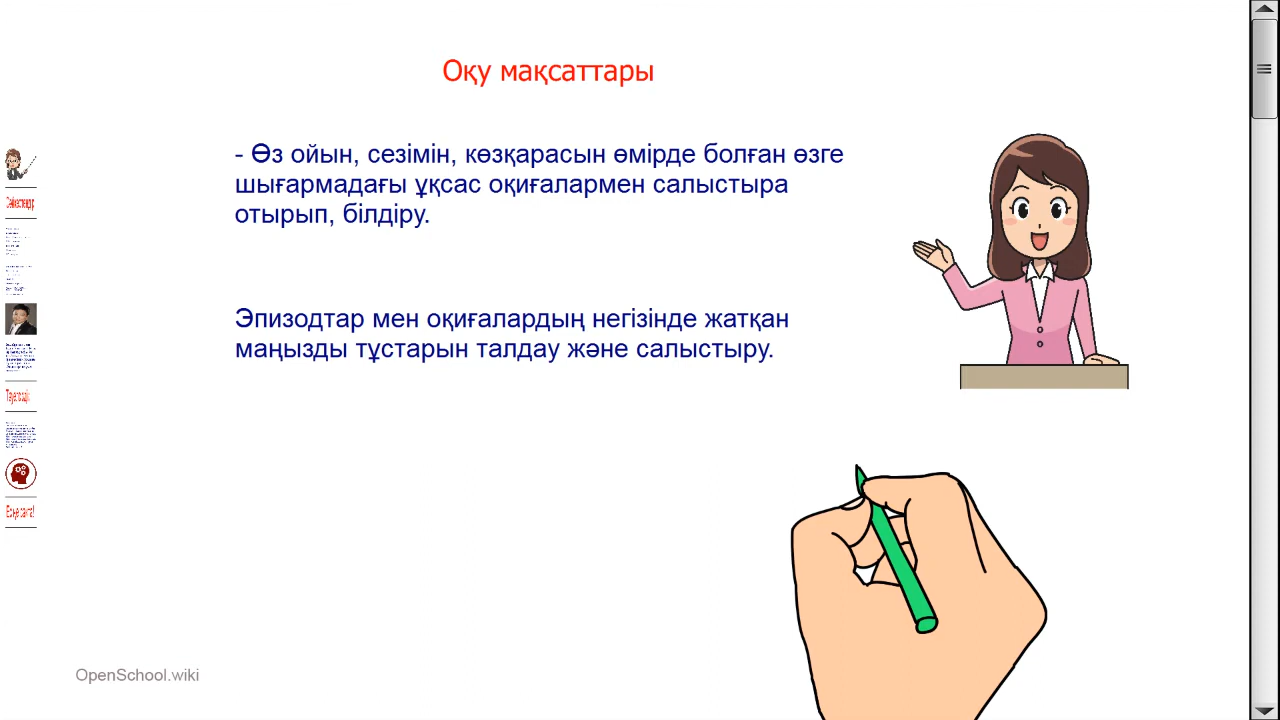 Оқу мақсаттары
- Өз ойын, сезімін, көзқарасын өмірде болған өзге
шығармадағы ұқсас оқиғалармен салыстыра
отырып, білдіру.
Эпизодтар мен оқиғалардың негізінде жатқан
маңызды тұстарын талдау және салыстыру.
OpenSchool.wiki